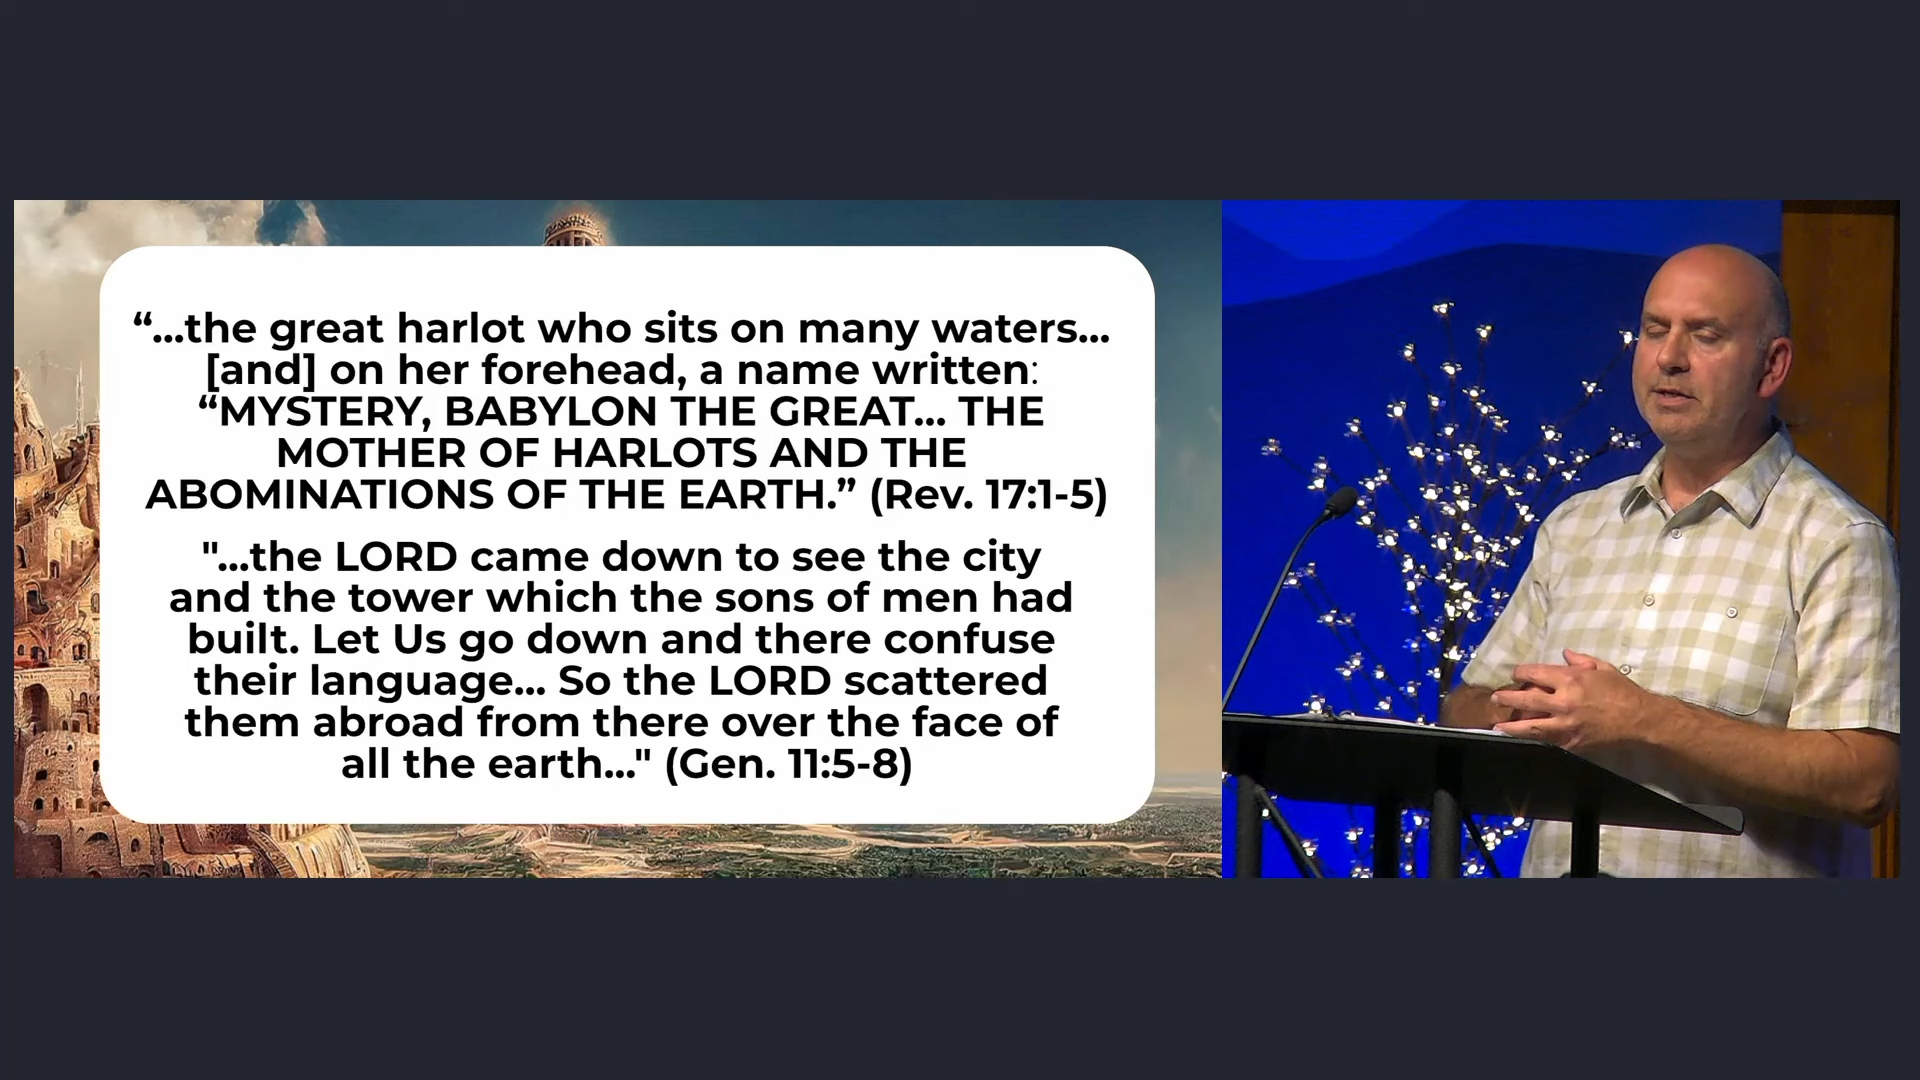 “...the great harlot who sits on many waters...
[and] on her forehead, a name written:
“MYSTERY, BABYLON THE GREAT... THE
MOTHER OF HARLOTS AND THE
ABOMINATIONS OF THE EARTH.” (Rev. 17:1-5)
"...the LORD came down to see the city
and the tower which the sons of men had
built. Let Us go down and there confuse
their language... So the LORD scattered
them abroad from there over the face of
all the earth..." (Gen. 11:5-8)